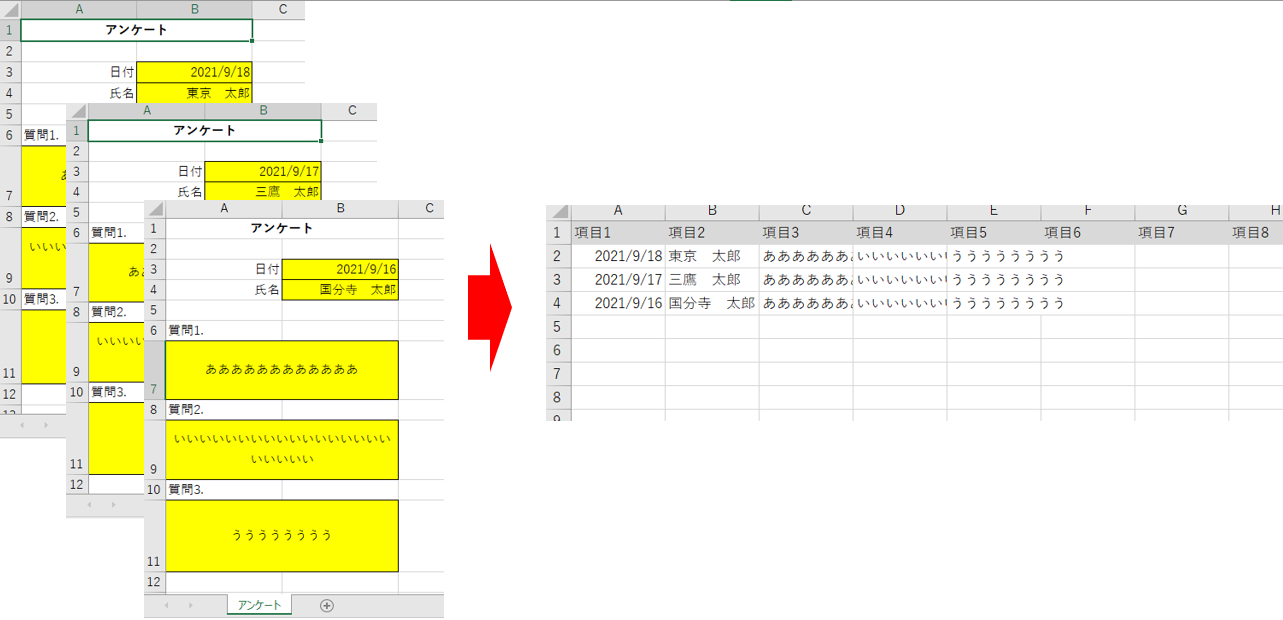 A B C
1 アンケート
2
3 日付 2021/9/18
4 氏名 東京　太郎
5
6 質問1.
7
8 質問2.
いいい
9
10 質問3.
11
12
A B C
1 アンケート
2
3 日付 2021/9/17
4 氏名 三鷹　太郎
5
6 質問1.
7
8 質問2.
いいいい
9
10 質問3.
11
12
A B C
1 アンケート
2
3 日付 2021/9/16
4 氏名 国分寺　太郎
5
6 質問1.
ああああああああああああ
7
8 質問2.
いいいいいいいいいいいいいいいいい
いいいいい
9
10 質問3.
うううううううう
11
12
アンケート
A B C D E F G H
1 項目1 項目2 項目3 項目4 項目5 項目6 項目7 項目8
2 2021/9/18 東京　太郎 ああああああ いいいいいい うううううううう
3 2021/9/17 三鷹　太郎 ああああああ いいいいいい うううううううう
4 2021/9/16 国分寺　太郎 ああああああ いいいいいい うううううううう
5
6
7
8